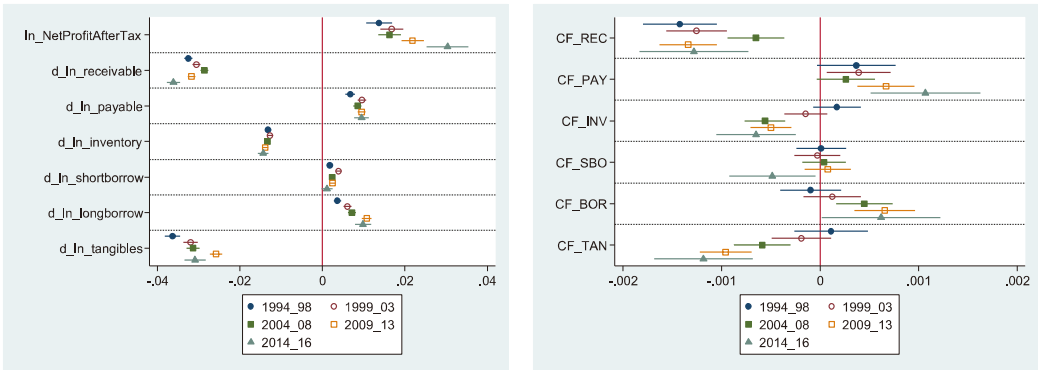 ln_NetProfitAfterTax
d_ln_receivable
d_ln_payable
d_ln_inventory
d_ln_shortborrow
d_ln_longborrow
d_ln_tangibles
-.04 -.02 0 .02 .04
1994_98 1999_03
2004_08 2009_13
2014_16
CF_REC
CF_PAY
CF_INV
CF_SBO
CF_BOR
CF_TAN
-.002 -.001 0 .001 .002
1994_98 1999_03
2004_08 2009_13
2014_16